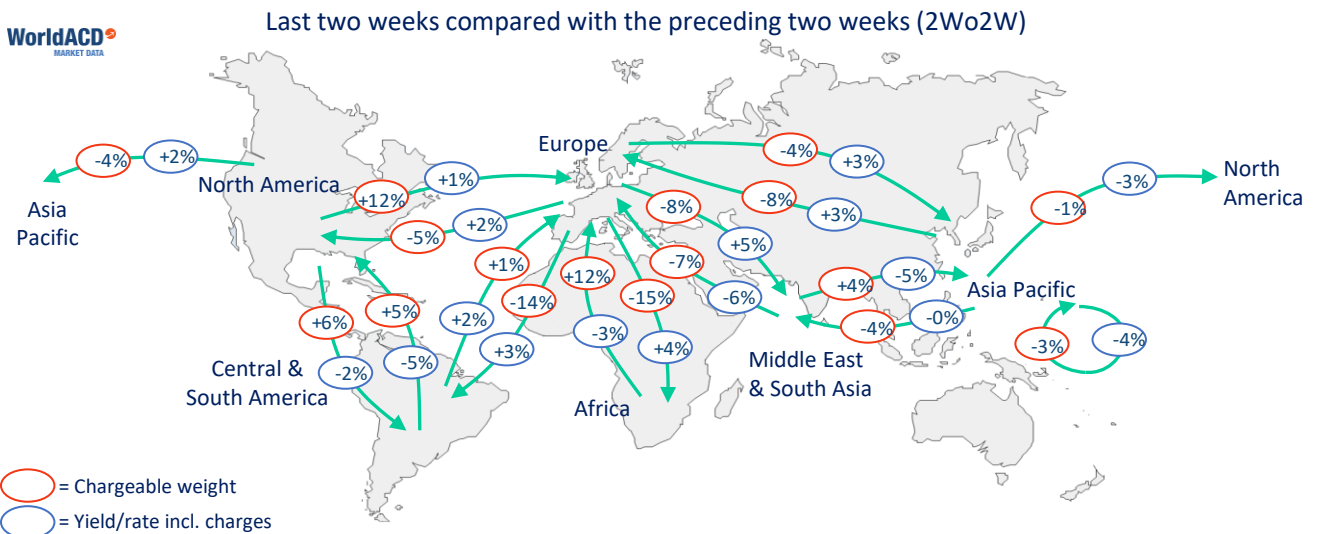 Last two weeks compared with the preceding two weeks (2Wo2W)
WorldACD
MARKET DATA
Europe
-4%
+3%
-4%
+2%
North America
+1%
+12%
-8%
+3%
-3%
North
America
-1%
Asia
Pacific
-5%
+2%
-8%
+5%
+1%
+12%
-7%
-5%
+4%
Asia Pacific
-14%
-15%
-6%
+6%
+5%
+2%
-3%
+4%
-4%
-0%
-3%
-4%
+3%
-2%
-5%
Central &
South America
Middle East
& South Asia
Africa
= Chargeable weight
= Yield/rate incl. charges